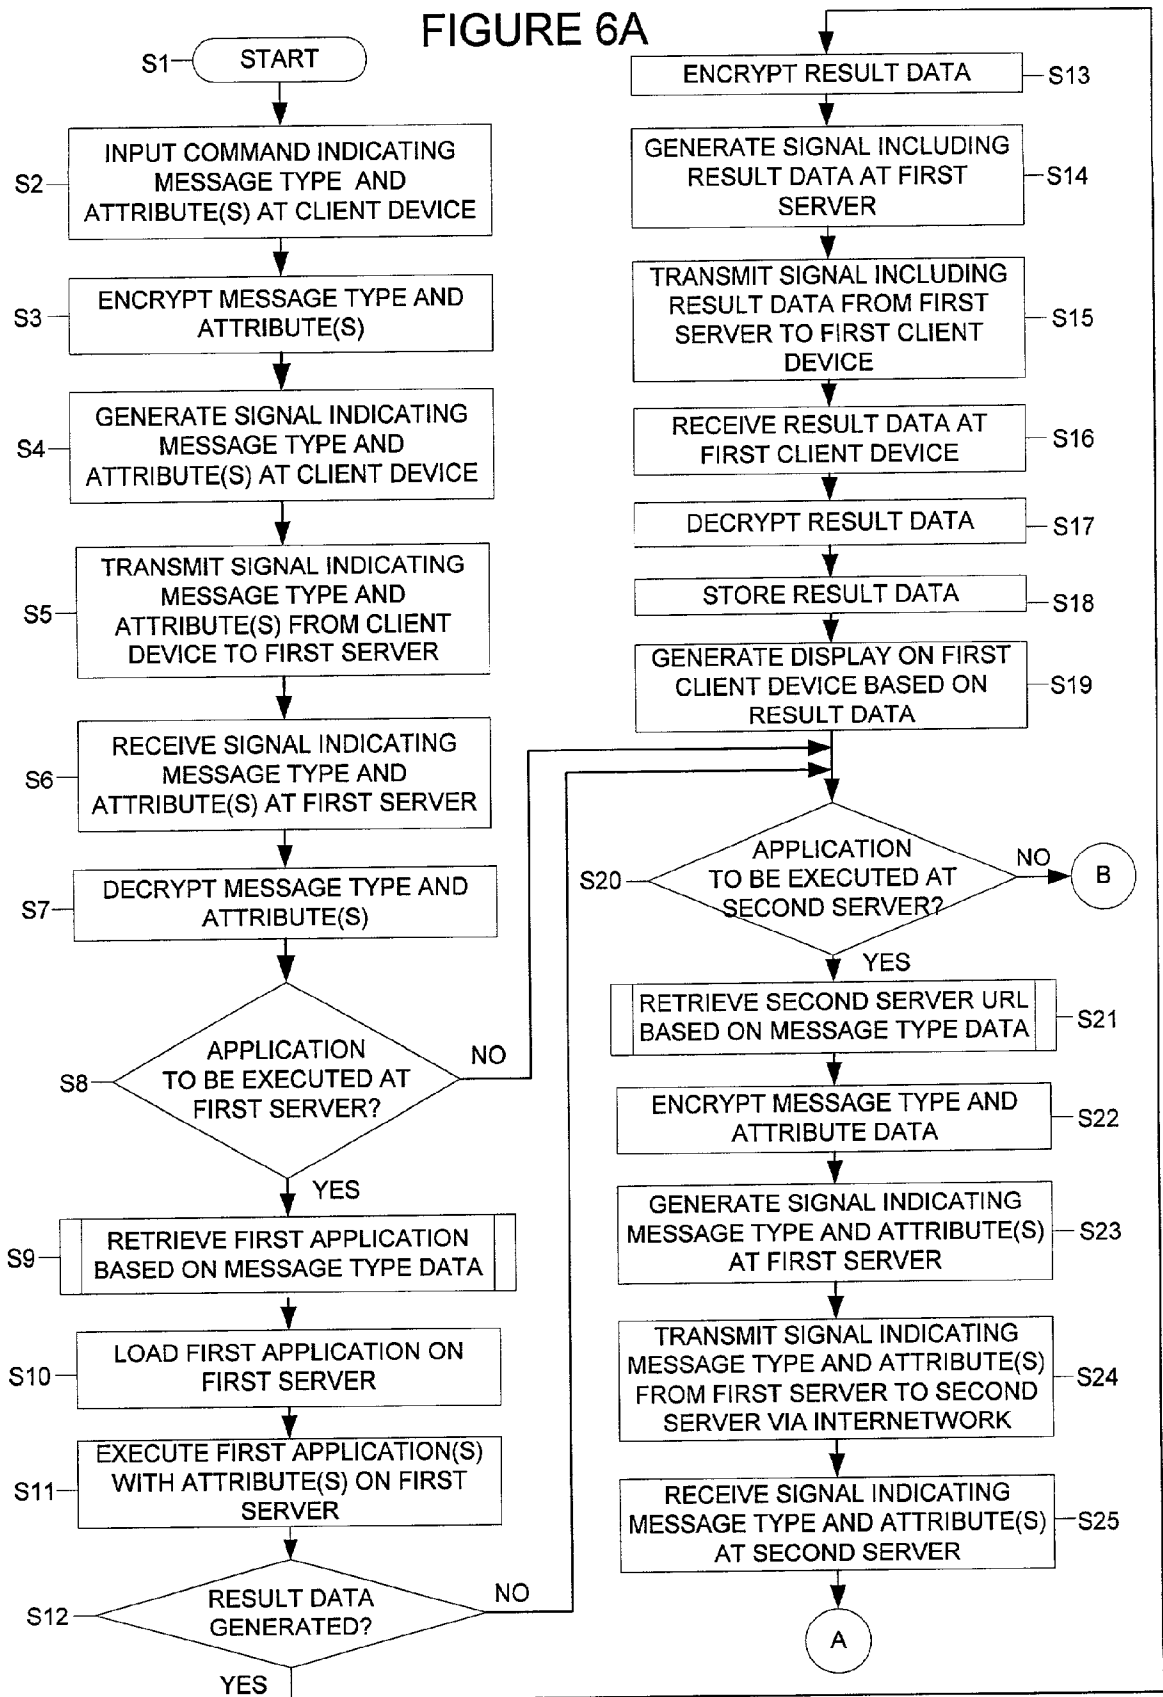 FIGURE 6A
S1
START
S2
INPUT COMMAND INDICATING
MESSAGE TYPE AND
ATTRIBUTE(S) AT CLIENT DEVICE
S3
ENCRYPT MESSAGE TYPE AND
ATTRIBUTE(S)
S4
GENERATE SIGNAL INDICATING
MESSAGE TYPE AND
ATTRIBUTE(S) AT CLIENT DEVICE
S5
TRANSMIT SIGNAL INDICATING
MESSAGE TYPE AND
ATTRIBUTE(S) FROM CLIENT
DEVICE TO FIRST SERVER
S6
RECEIVE SIGNAL INDICATING
MESSAGE TYPE AND
ATTRIBUTE(S) AT FIRST SERVER
S7
DECRYPT MESSAGE TYPE AND
ATTRIBUTE(S)
S8
APPLICATION
TO BE EXECUTED AT
FIRST SERVER?
NO
YES
S9
RETRIEVE FIRST APPLICATION
BASED ON MESSAGE TYPE DATA
S10
LOAD FIRST APPLICATION ON
FIRST SERVER
S11
EXECUTE FIRST APPLICATION(S)
WITH ATTRIBUTE(S) ON FIRST
SERVER
S12
RESULT DATA
GENERATED?
NO
YES
ENCRYPT RESULT DATA
S13
GENERATE SIGNAL INCLUDING
RESULT DATA AT FIRST
SERVER
S14
TRANSMIT SIGNAL INCLUDING
RESULT DATA FROM FIRST
SERVER TO FIRST CLIENT
DEVICE
S15
RECEIVE RESULT DATA AT
FIRST CLIENT DEVICE
S16
DECRYPT RESULT DATA
S17
STORE RESULT DATA
S18
GENERATE DISPLAY ON FIRST
CLIENT DEVICE BASED ON
RESULT DATA
S19
S20
APPLICATION
TO BE EXECUTED AT
SECOND SERVER?
NO
B
YES
RETRIEVE SECOND SERVER URL
BASED ON MESSAGE TYPE DATA
S21
ENCRYPT MESSAGE TYPE AND
ATTRIBUTE DATA
S22
GENERATE SIGNAL INDICATING
MESSAGE TYPE AND ATTRIBUTE(S)
AT FIRST SERVER
S23
TRANSMIT SIGNAL INDICATING
MESSAGE TYPE AND ATTRIBUTE(S)
FROM FIRST SERVER TO SECOND
SERVER VIA INTERNETWORK
S24
RECEIVE SIGNAL INDICATING
MESSAGE TYPE AND ATTRIBUTE(S)
AT SECOND SERVER
S25
A